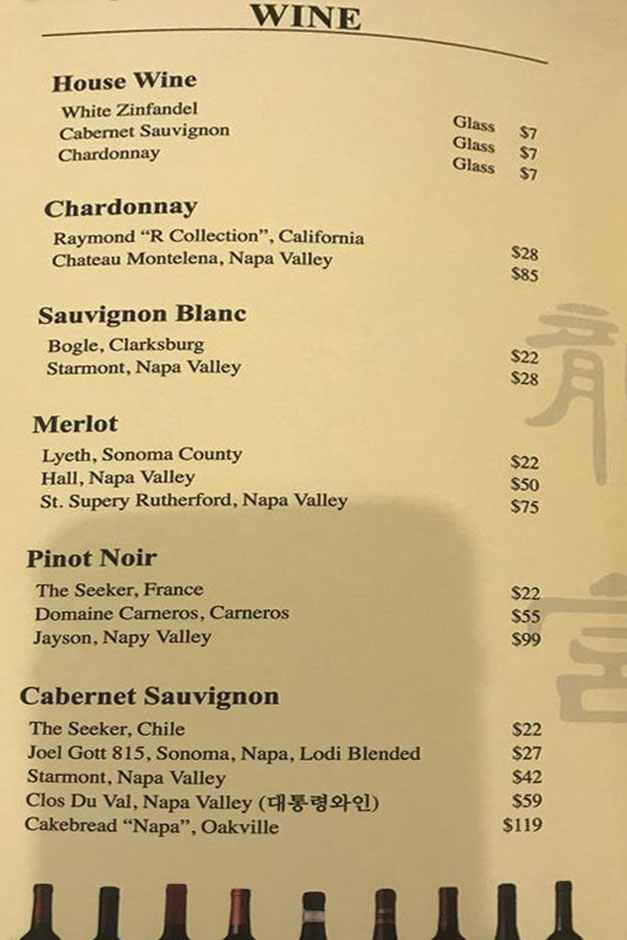 WINE
House Wine
White Zinfandel Glass $7
Cabernet Sauvignon Glass $7
Chardonnay Glass $7
Chardonnay
Raymond “R Collection”, California $28
Chateau Montelena, Napa Valley $85
Sauvignon Blanc
Bogle, Clarksburg $22
Starmont, Napa Valley $28
Merlot
Lyeth, Sonoma County $22
Hall, Napa Valley $50
St. Supery Rutherford, Napa Valley $75
Pinot Noir
The Seeker, France $22
Domaine Carneros, Carneros $55
Jayson, Napy Valley $99
Cabernet Sauvignon
The Seeker, Chile $22
Joel Gott 815, Sonoma, Napa, Lodi Blended $27
Starmont, Napa Valley $42
Clos Du Val, Napa Valley (대통령와인) $59
Cakebread “Napa”, Oakville $119